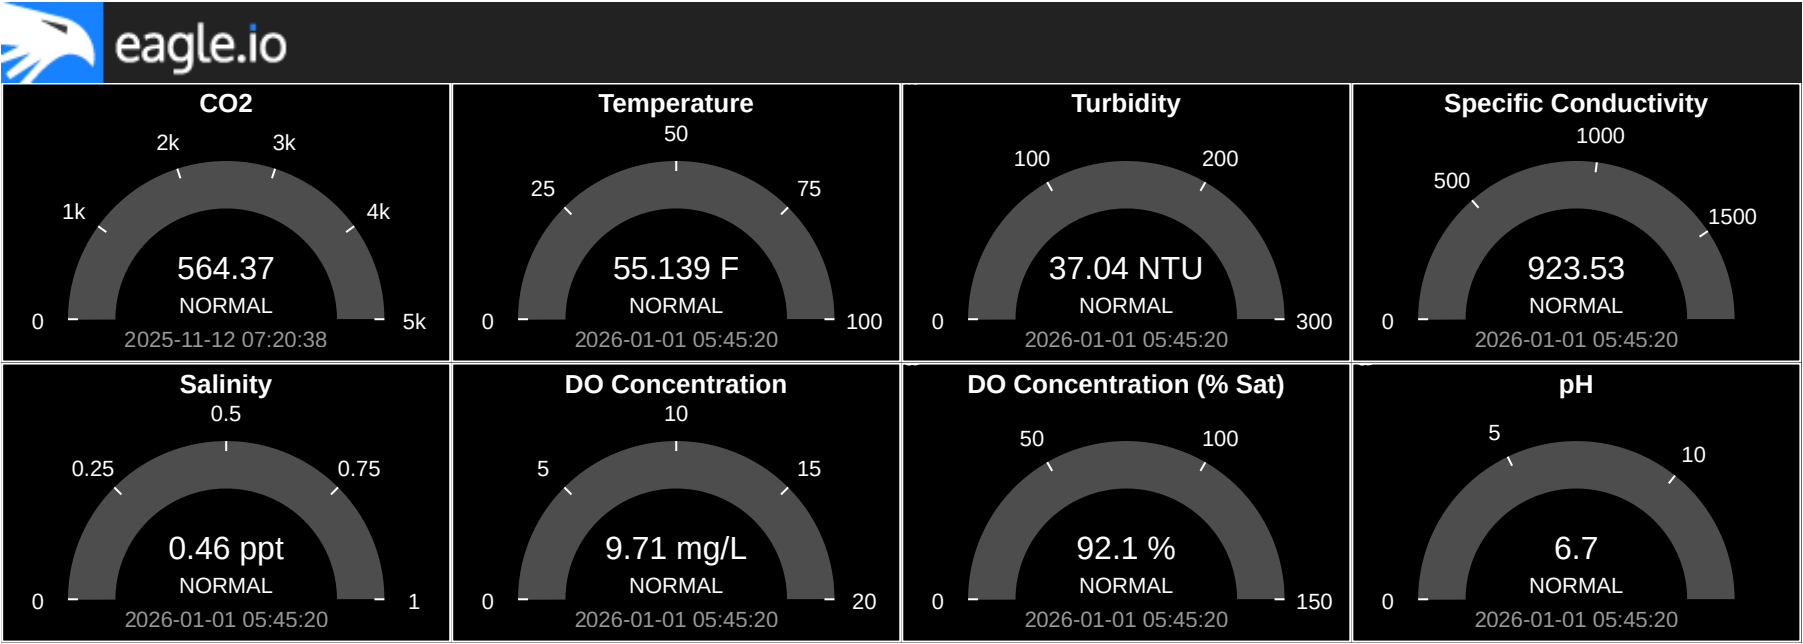 eagle.io
CO2
2k 3k
1k 4k
564.37
NORMAL
0 5k
2025-11-12 07:20:38
Temperature
50
25 75
55.139 F
NORMAL
0 100
2026-01-01 05:45:20
Turbidity
100 200
37.04 NTU
NORMAL
0 300
2026-01-01 05:45:20
Specific Conductivity
1000
500
1500
923.53
NORMAL
0
2026-01-01 05:45:20
Salinity
0.5
0.25 0.75
0.46 ppt
NORMAL
0 1
2026-01-01 05:45:20
DO Concentration
10
5 15
9.71 mg/L
NORMAL
0 20
2026-01-01 05:45:20
DO Concentration (% Sat)
50 100
92.1 %
NORMAL
0 150
2026-01-01 05:45:20
pH
5
10
6.7
NORMAL
0
2026-01-01 05:45:20